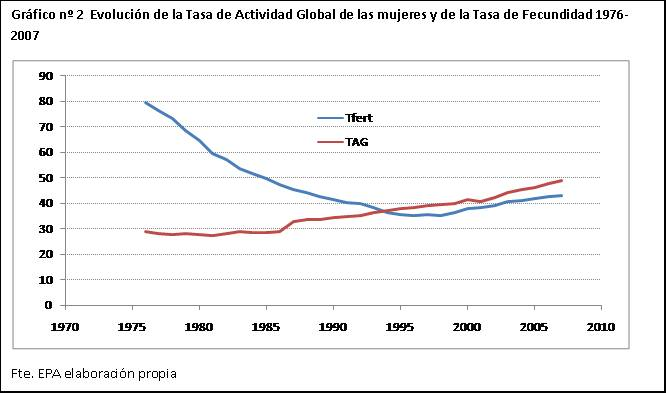 Gráfico nº 2 Evolución de la Tasa de Actividad Global de las mujeres y de la Tasa de Fecundidad 1976-
2007
90
80
70
60
50
40
30
20
10
0
Tfert
TAG
1970 1975 1980 1985 1990 1995 2000 2005 2010
Fte. EPA elaboración propia